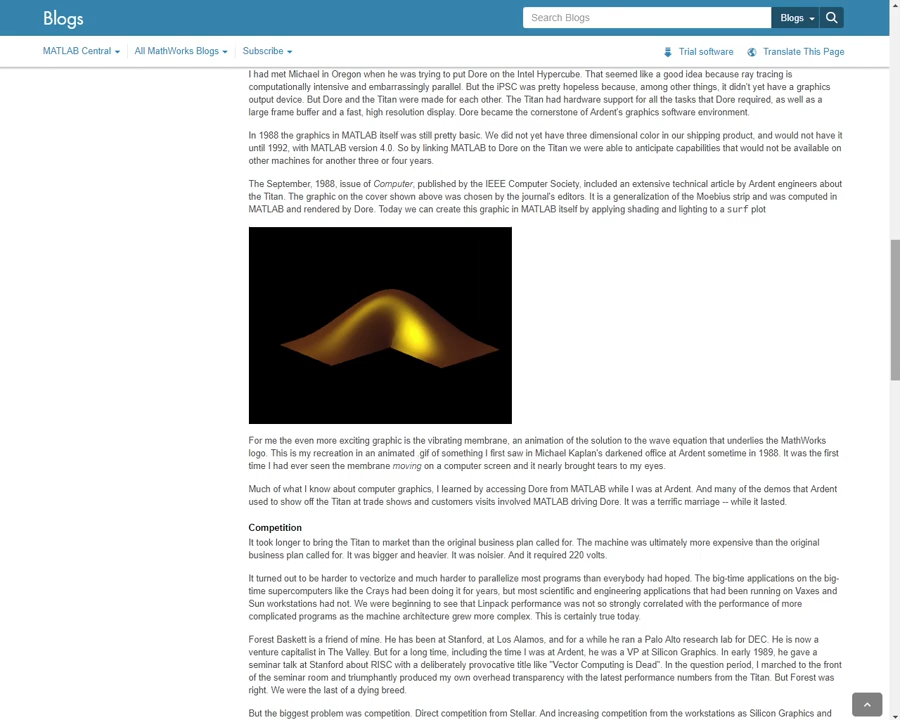 Blogs
Search Blogs
Blogs
MATLAB Central
All MathWorks Blogs
Subscribe
Trial software
Translate This Page
I had met Michael in Oregon when he was trying to put Dore on the Intel Hypercube. That seemed like a good idea because ray tracing is
computationally intensive and embarrassingly parallel. But the iPSC was pretty hopeless because, among other things, it didn't yet have a graphics
output device. But Dore and the Titan were made for each other. The Titan had hardware support for all the tasks that Dore required, as well as a
large frame buffer and a fast, high resolution display. Dore became the cornerstone of Ardent's graphics software environment.
In 1988 the graphics in MATLAB itself was still pretty basic. We did not yet have three dimensional color in our shipping product, and would not have it
until 1992, with MATLAB version 4.0. So by linking MATLAB to Dore on the Titan we were able to anticipate capabilities that would not be available on
other machines for another three or four years.
The September, 1988, issue of Computer, published by the IEEE Computer Society, included an extensive technical article by Ardent engineers about
the Titan. The graphic on the cover shown above was chosen by the journal's editors. It is a generalization of the Moebius strip and was computed in
MATLAB and rendered by Dore. Today we can create this graphic in MATLAB itself by applying shading and lighting to a surf plot
For me the even more exciting graphic is the vibrating membrane, an animation of the solution to the wave equation that underlies the MathWorks
logo. This is my recreation in an animated .gif of something I first saw in Michael Kaplan's darkened office at Ardent sometime in 1988. It was the first
time I had ever seen the membrane moving on a computer screen and it nearly brought tears to my eyes.
Much of what I know about computer graphics, I learned by accessing Dore from MATLAB while I was at Ardent. And many of the demos that Ardent
used to show off the Titan at trade shows and customers visits involved MATLAB driving Dore. It was a terrific marriage -- while it lasted.
Competition
It took longer to bring the Titan to market than the original business plan called for. The machine was ultimately more expensive than the original
business plan called for. It was bigger and heavier. It was noisier. And it required 220 volts.
It turned out to be harder to vectorize and much harder to parallelize most programs than everybody had hoped. The big-time applications on the big-
time supercomputers like the Crays had been doing it for years, but most scientific and engineering applications that had been running on Vaxes and
Sun workstations had not. We were beginning to see that Linpack performance was not so strongly correlated with the performance of more
complicated programs as the machine architecture grew more complex. This is certainly true today.
Forest Baskett is a friend of mine. He has been at Stanford, at Los Alamos, and for a while he ran a Palo Alto research lab for DEC. He is now a
venture capitalist in The Valley. But for a long time, including the time I was at Ardent, he was a VP at Silicon Graphics. In early 1989, he gave a
seminar talk at Stanford about RISC with a deliberately provocative title like "Vector Computing is Dead". In the question period, I marched to the front
of the seminar room and triumphantly produced my own overhead transparency with the latest performance numbers from the Titan. But Forest was
right. We were the last of a dying breed.
But the biggest problem was competition. Direct competition from Stellar. And increasing competition from the workstations as Silicon Graphics and